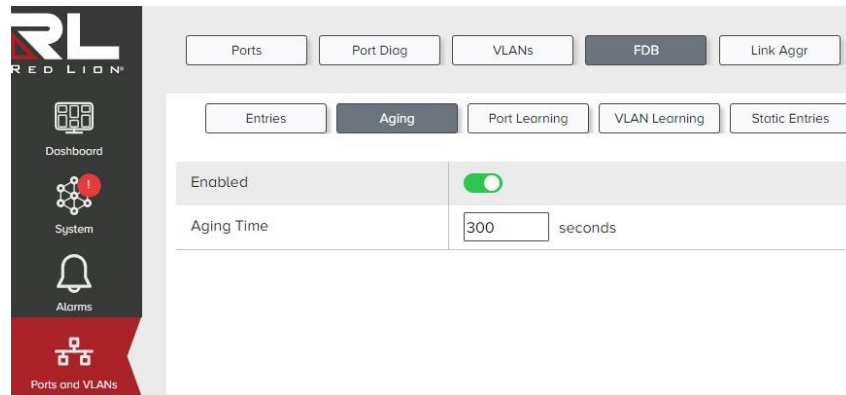 RL
RED LION®
Ports
Port Diag
VLANs
FDB
Link Aggr
Entries
Aging
Port Learning
VLAN Learning
Static Entries
Dashboard
Enabled
!
System
Aging Time
300
seconds
Alarms
Ports and VLANs